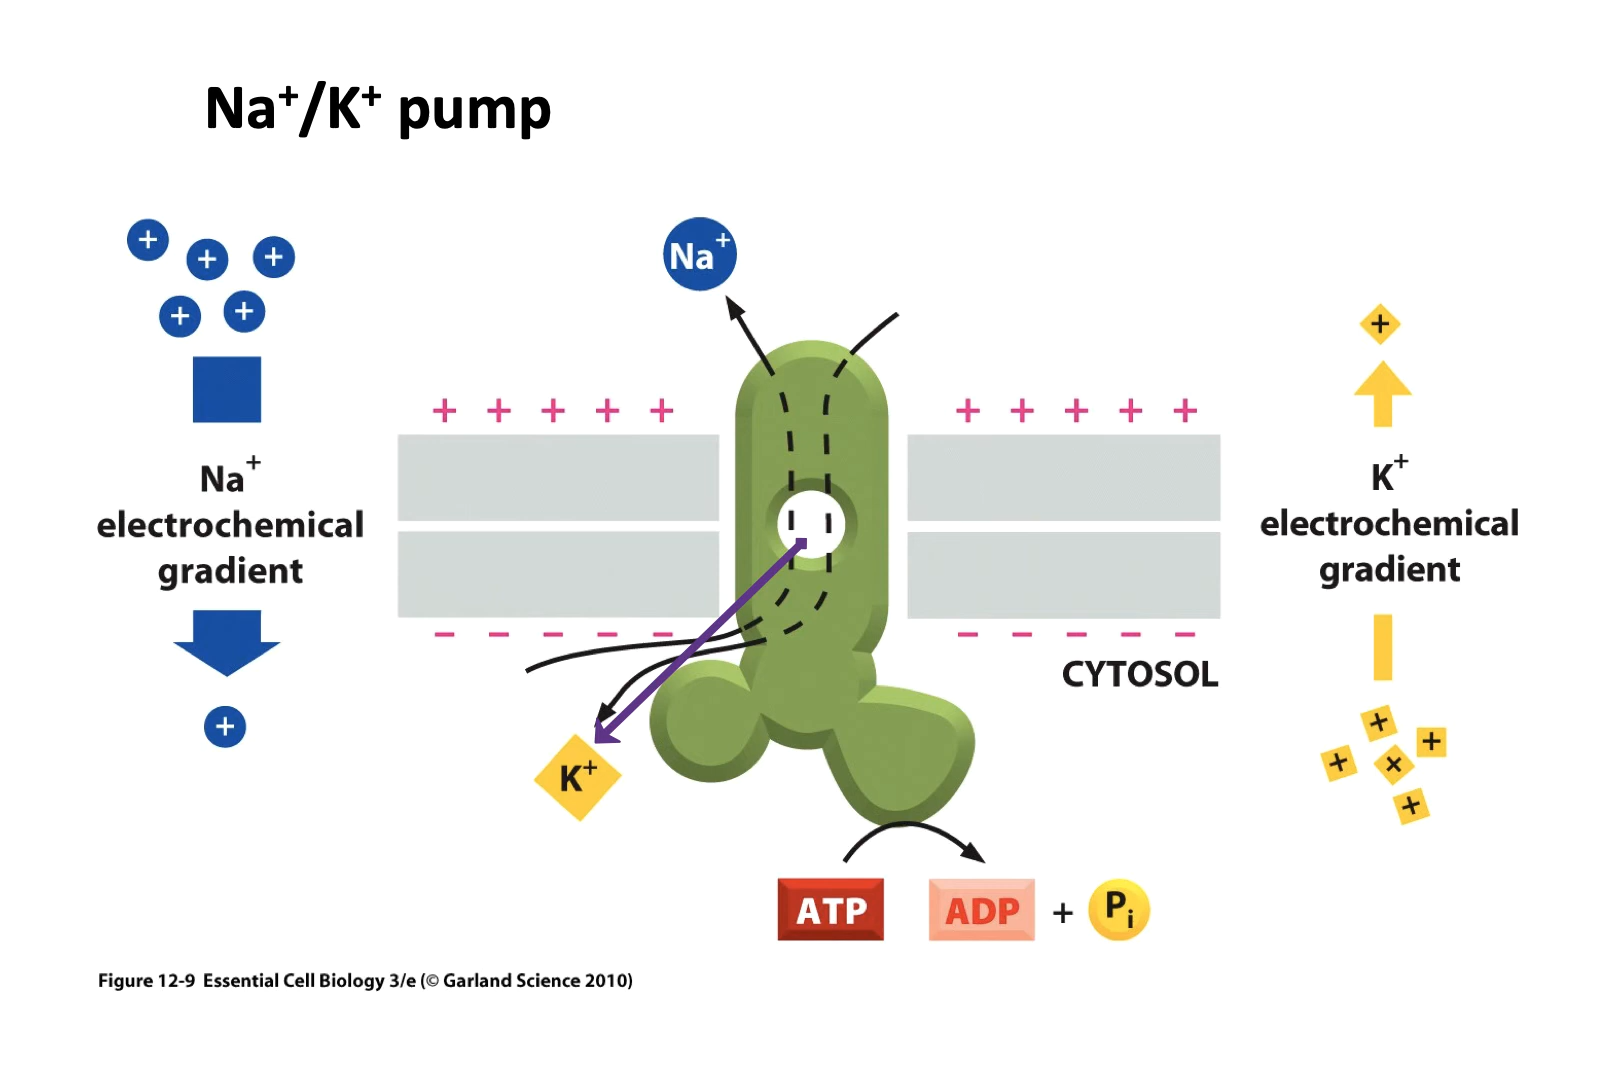 Na⁺/K⁺ pump
Na⁺
+ + +
+ +
+
+ + + + +
+ + + + +
Na⁺
electrochemical
gradient
K⁺
electrochemical
gradient
– – – – –
– – – – –
CYTOSOL
+
K⁺
+ +
+ +
+
ATP
ADP + Pᵢ
Figure 12-9 Essential Cell Biology 3/e (© Garland Science 2010)